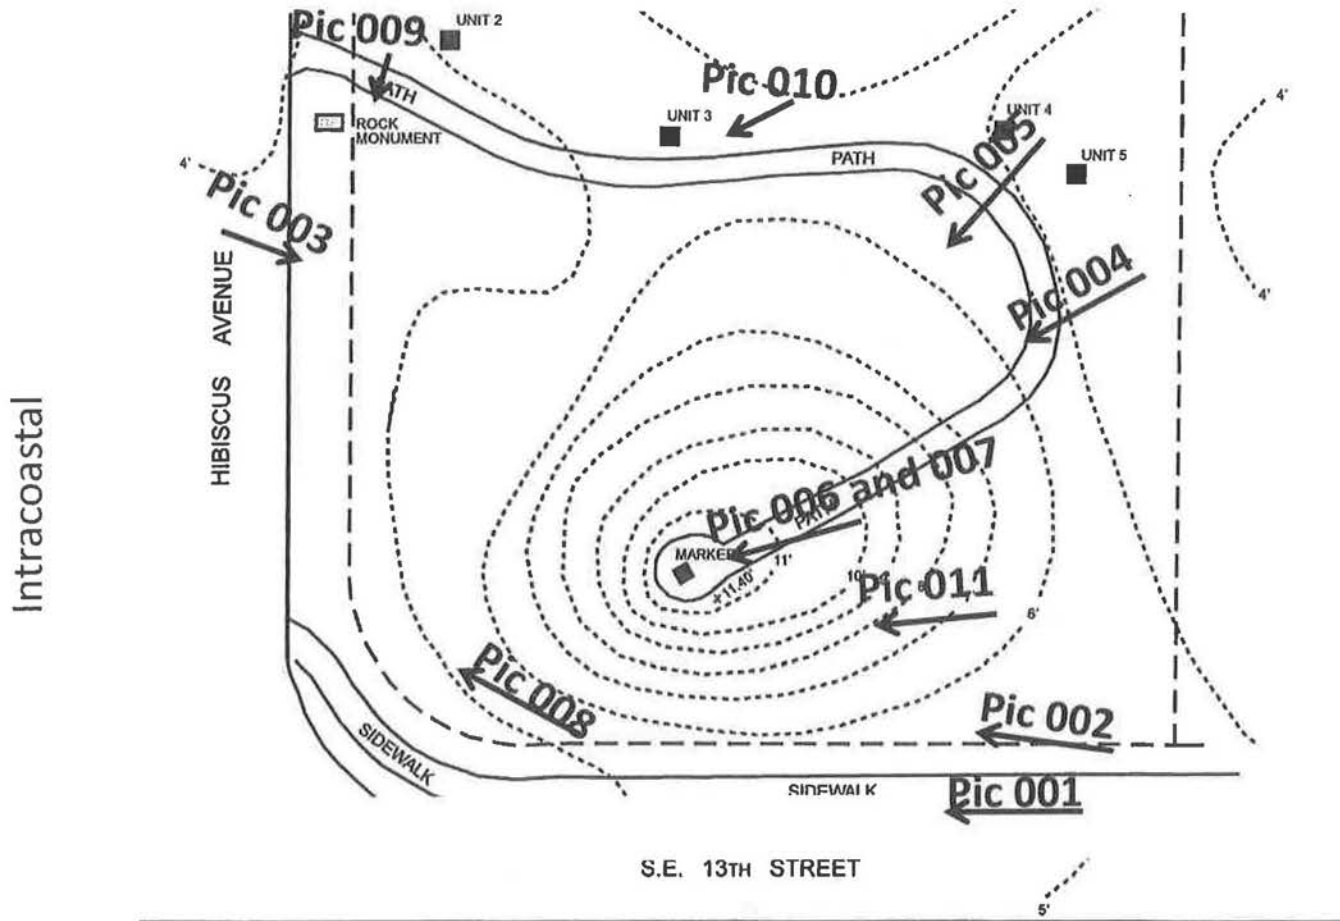 Pic 009
UNIT 2
Pic 010
UNIT 3
UNIT 4
PATH
ROCK
MONUMENT
PATH
Pic 005
UNIT 5
4'
4'
Pic 003
4'
Pic 004
HIBISCUS AVENUE
Intracoastal
Pic 006 and 007
PATH
MARKER
11'
x 11.40'
10'
8'
Pic 011
6'
Pic 008
Pic 002
SIDEWALK
SIDEWALK
Pic 001
S.E. 13TH STREET
5'